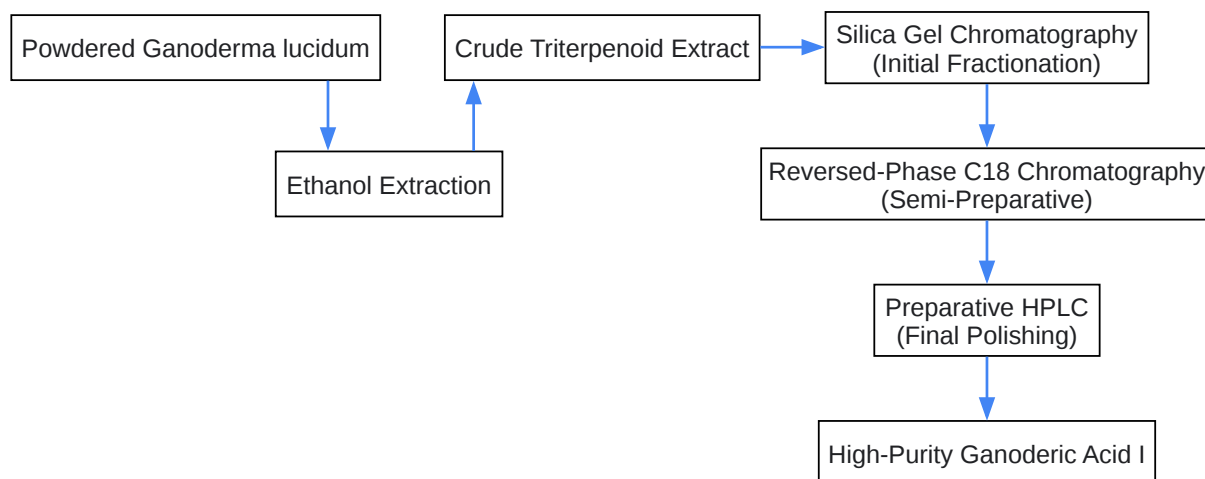 Powdered Ganoderma lucidum
Ethanol Extraction
Crude Triterpenoid Extract
Silica Gel Chromatography
(Initial Fractionation)
Reversed-Phase C18 Chromatography
(Semi-Preparative)
Preparative HPLC
(Final Polishing)
High-Purity Ganoderic Acid I